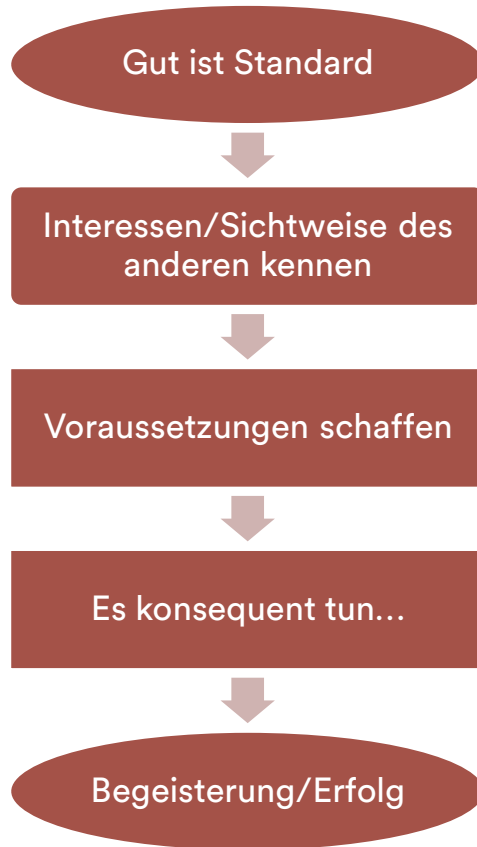 Gut ist Standard
Interessen/Sichtweise des
anderen kennen
Voraussetzungen schaffen
Es konsequent tun…
Begeisterung/Erfolg